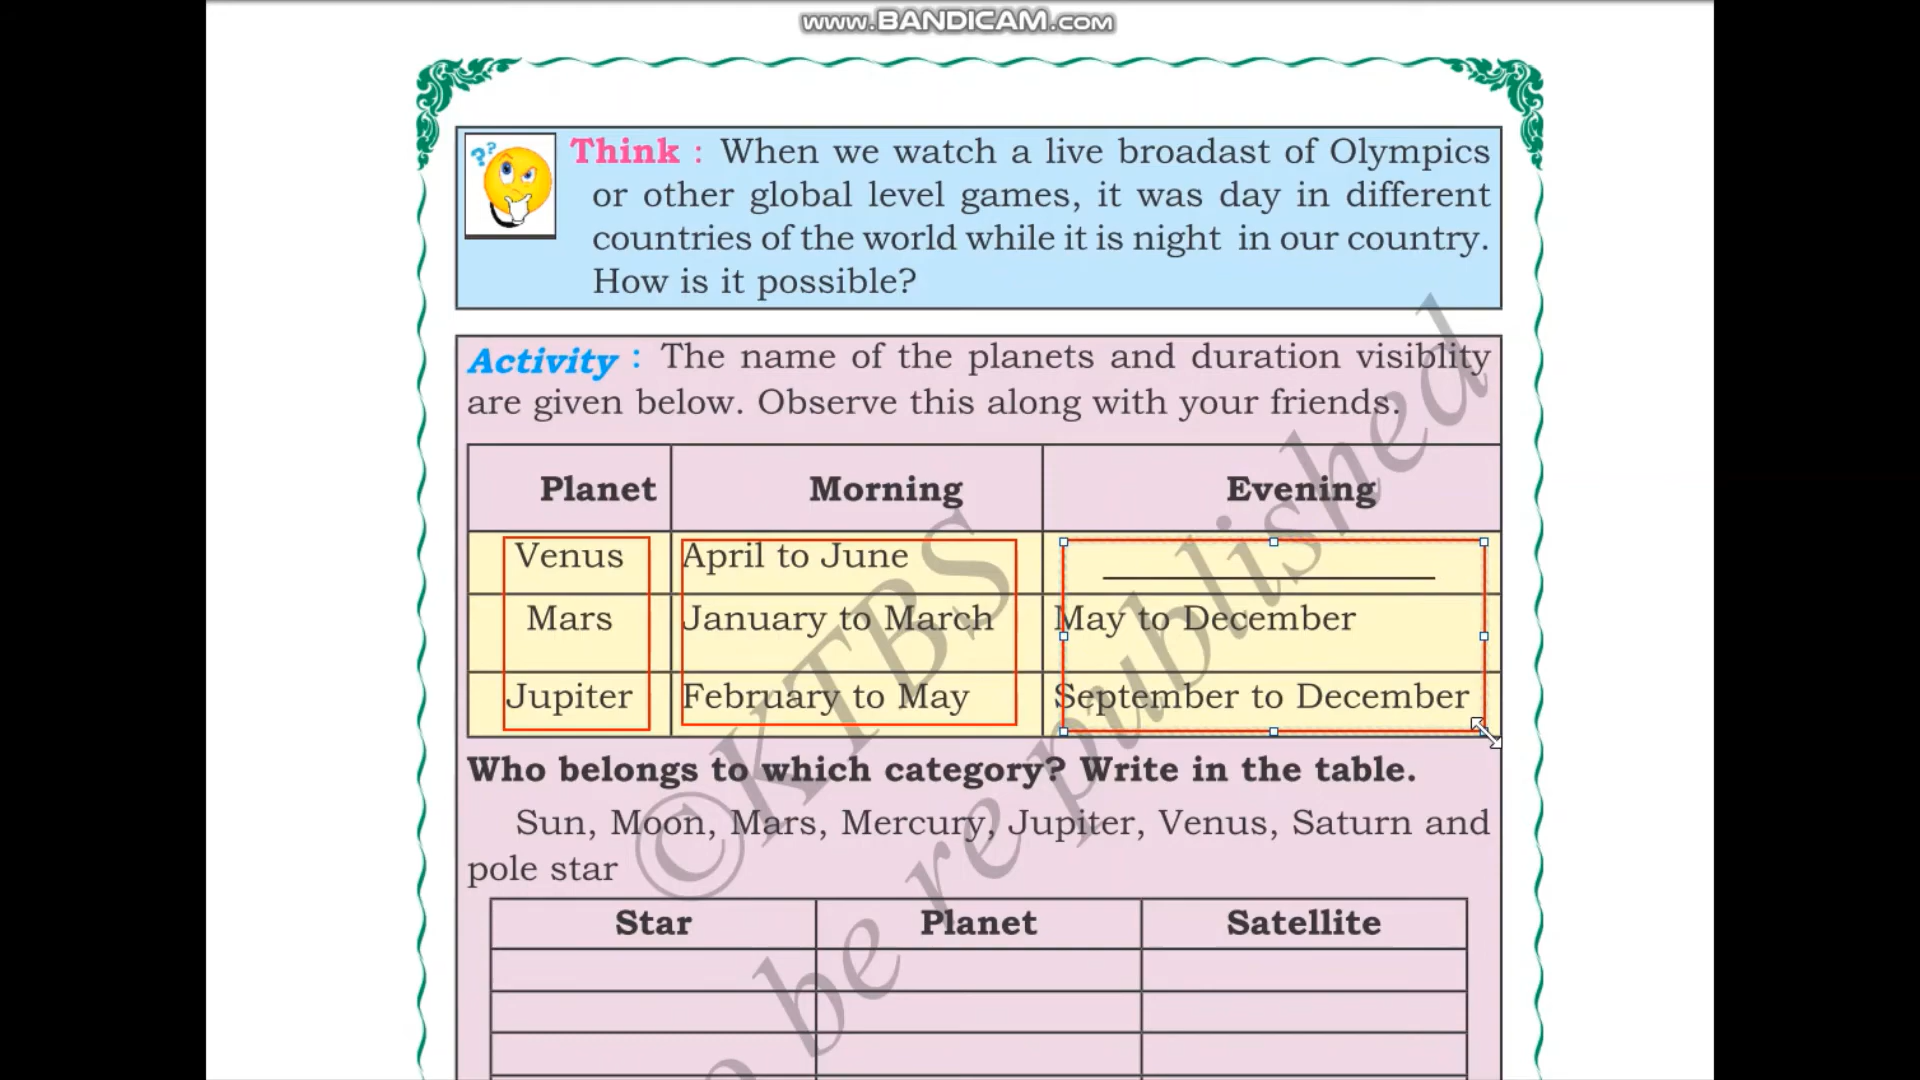 www.BANDICAM.com
Think : When we watch a live broadast of Olympics
or other global level games, it was day in different
countries of the world while it is night in our country.
How is it possible?
Activity : The name of the planets and duration visiblity
are given below. Observe this along with your friends.
Planet Morning Evening
Venus April to June
Mars January to March May to December
Jupiter February to May September to December
Who belongs to which category? Write in the table.
Sun, Moon, Mars, Mercury, Jupiter, Venus, Saturn and
pole star
Star Planet Satellite
©KTBS
be re published